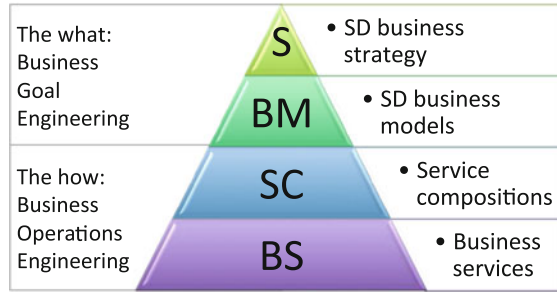 The what:
Business
Goal
Engineering
S
• SD business
strategy
BM
• SD business
models
The how:
Business
Operations
Engineering
SC
• Service
compositions
BS
• Business
services